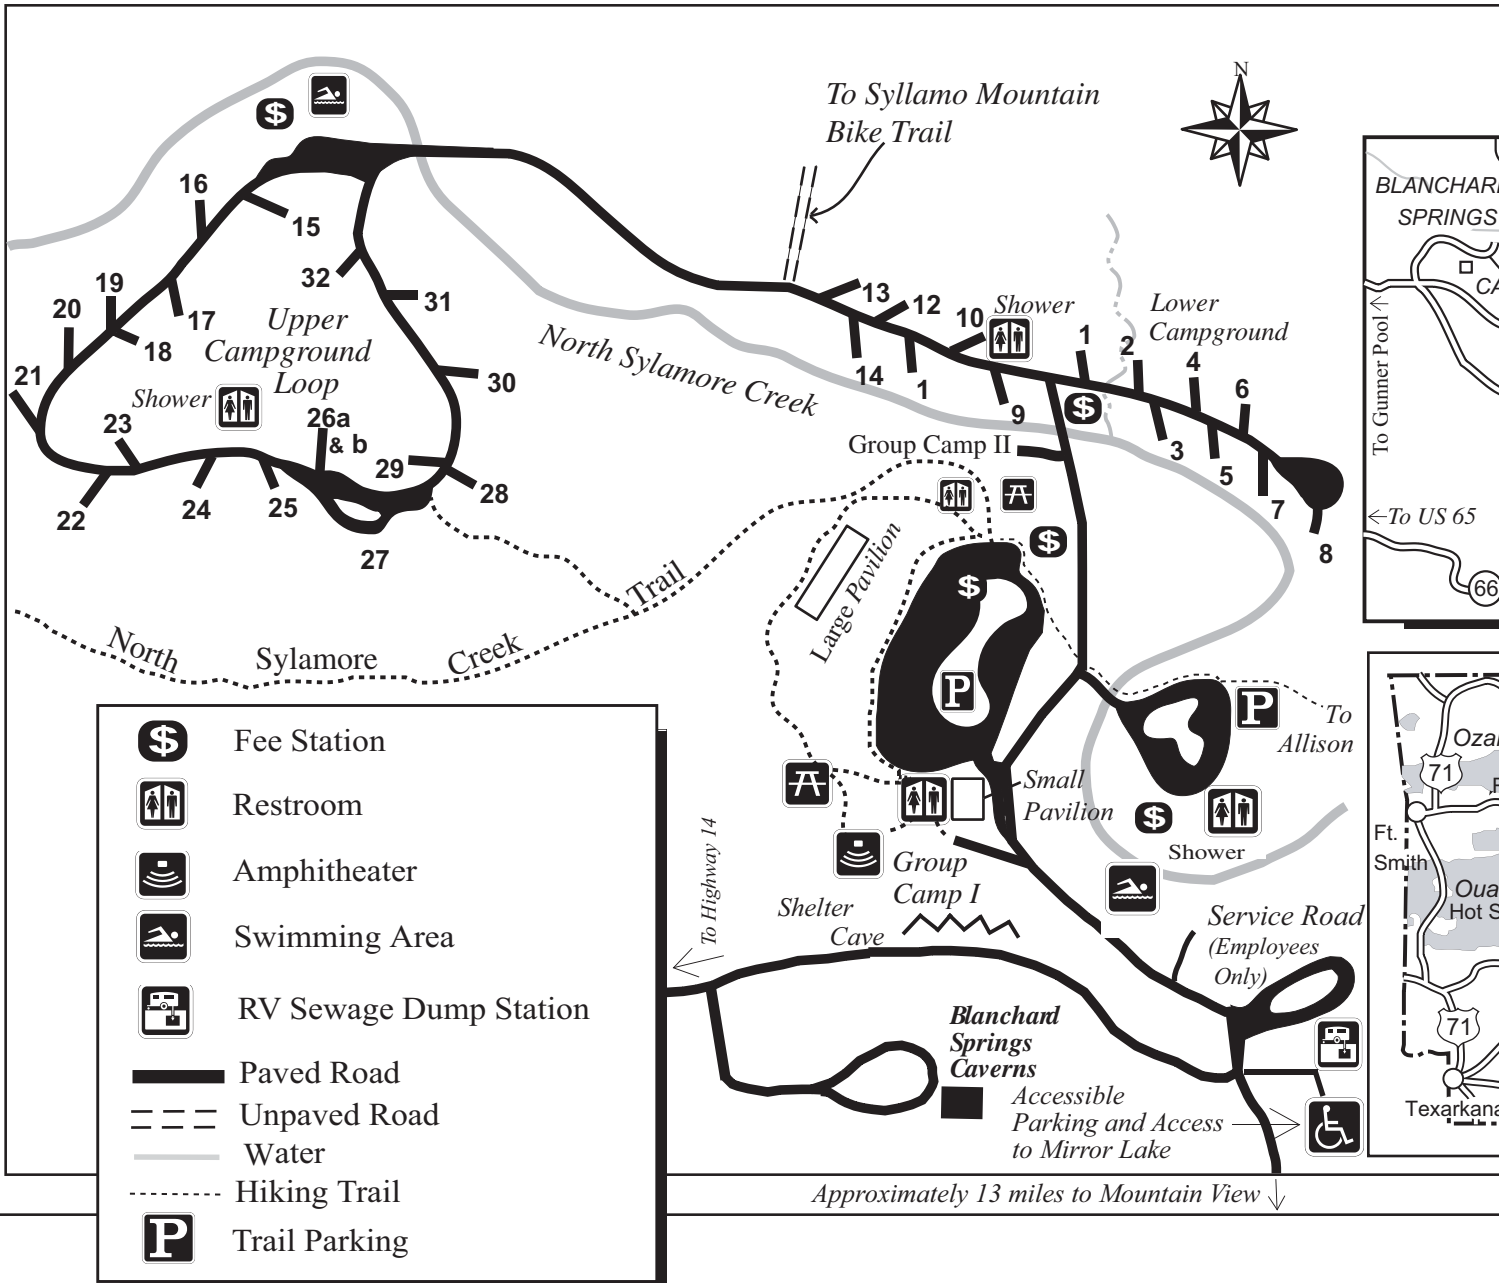 N
To Syllamo Mountain
Bike Trail
16
15
32
31
19
20
17
18
Upper
Campground
Loop
21
Shower
30
23
26a
& b
29
28
22
24
25
27
13
12
10
Shower
Lower
Campground
1
2
4
6
14
1
9
3
5
7
8
North Sylamore Creek
Group Camp II
$
$
$
$
$
Large Pavilion
North Sylamore Creek Trail
P
P
To
Allison
Small
Pavilion
Shower
Group
Camp I
To Highway 14
Shelter
Cave
Service Road
(Employees
Only)
Blanchard
Springs
Caverns
Accessible
Parking and Access
to Mirror Lake
Approximately 13 miles to Mountain View
$ Fee Station
Restroom
Amphitheater
Swimming Area
RV Sewage Dump Station
Paved Road
Unpaved Road
Water
Hiking Trail
P Trail Parking
BLANCHAR
SPRINGS
CA
To Gunner Pool
To US 65
66
Oza
71
Ft.
Smith
Oua
Hot S
71
Texarkana